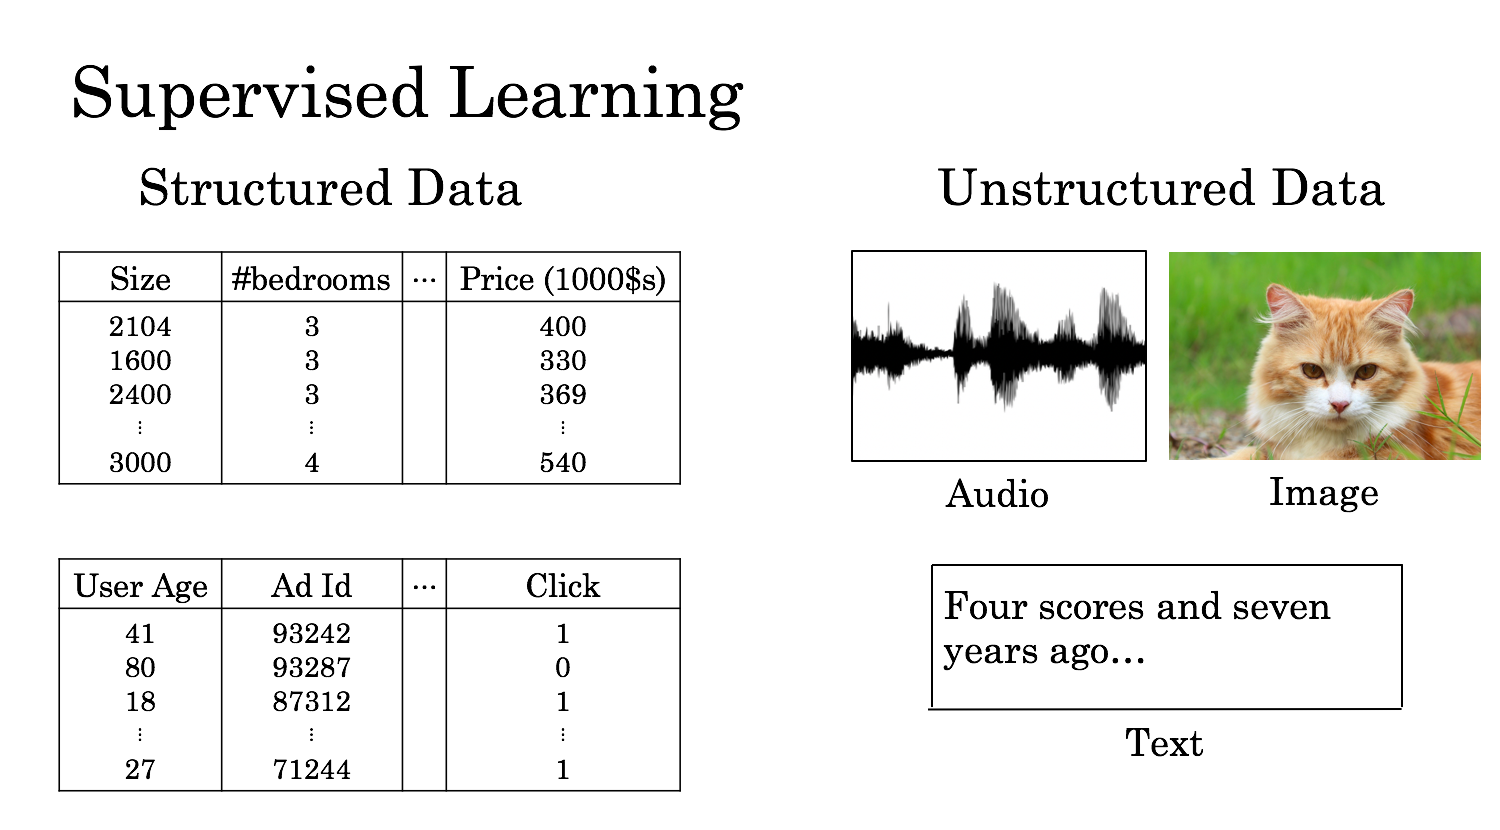 Supervised Learning
Structured Data
Size #bedrooms ... Price (1000$s)
2104 3 400
1600 3 330
2400 3 369
⋮ ⋮ ⋮
3000 4 540
User Age Ad Id ... Click
41 93242 1
80 93287 0
18 87312 1
⋮ ⋮ ⋮
27 71244 1
Unstructured Data
Audio
Image
Four scores and seven
years ago...
Text